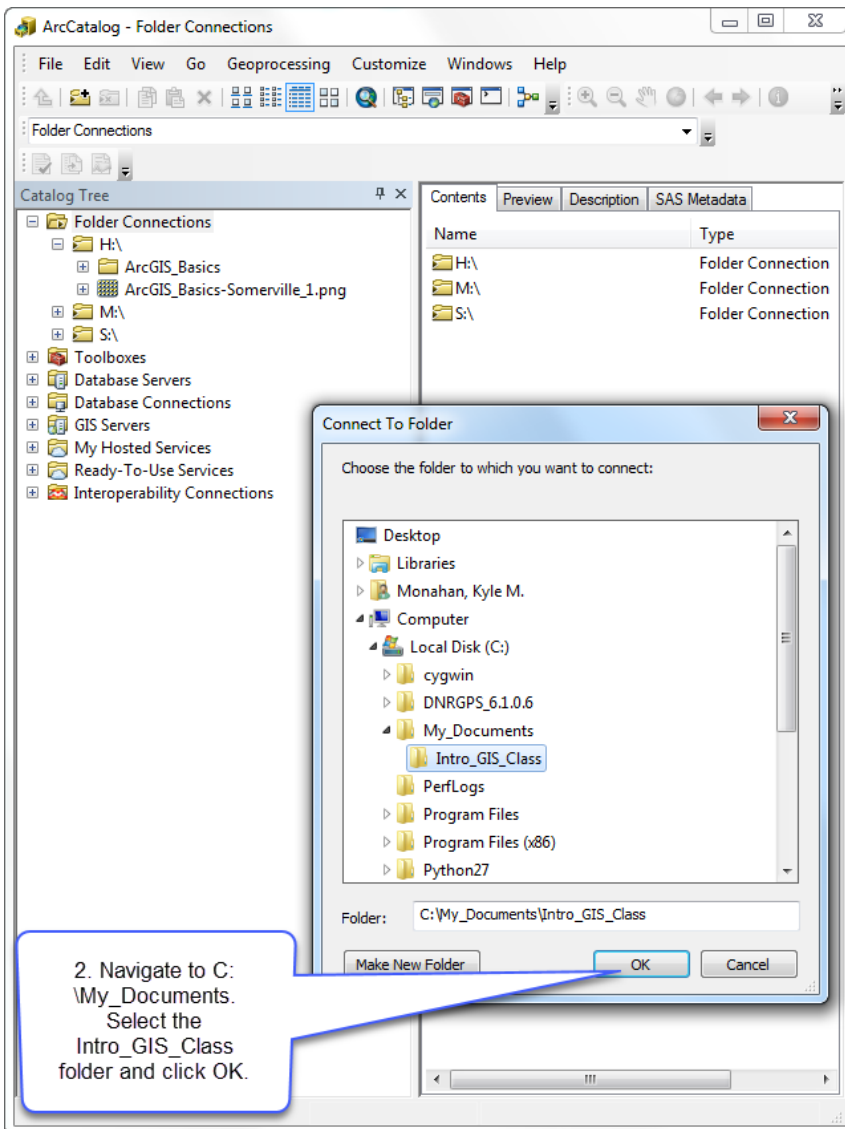 ArcCatalog - Folder Connections
File Edit View Go Geoprocessing Customize Windows Help
Folder Connections
Catalog Tree
Folder Connections
H:\
ArcGIS_Basics
ArcGIS_Basics-Somerville_1.png
M:\
S:\
Toolboxes
Database Servers
Database Connections
GIS Servers
My Hosted Services
Ready-To-Use Services
Interoperability Connections
Contents Preview Description SAS Metadata
Name Type
H:\ Folder Connection
M:\ Folder Connection
S:\ Folder Connection
Connect To Folder
Choose the folder to which you want to connect:
Desktop
Libraries
Monahan, Kyle M.
Computer
Local Disk (C:)
cygwin
DNRGPS_6.1.0.6
My_Documents
Intro_GIS_Class
PerfLogs
Program Files
Program Files (x86)
Python27
Folder: C:\My_Documents\Intro_GIS_Class
Make New Folder OK Cancel
2. Navigate to C:
\My_Documents.
Select the
Intro_GIS_Class
folder and click OK.